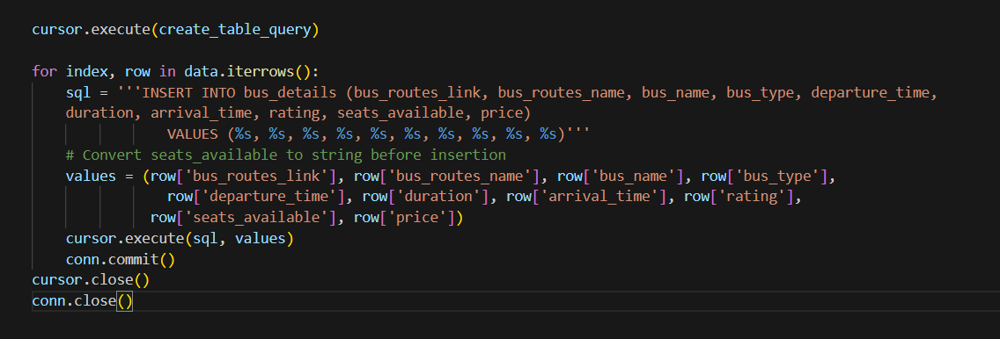 cursor.execute(create_table_query)
for index, row in data.iterrows():
sql = '''INSERT INTO bus_details (bus_routes_link, bus_routes_name, bus_name, bus_type, departure_time,
duration, arrival_time, rating, seats_available, price)
VALUES (%s, %s, %s, %s, %s, %s, %s, %s, %s, %s)'''
# Convert seats_available to string before insertion
values = (row['bus_routes_link'], row['bus_routes_name'], row['bus_name'], row['bus_type'],
row['departure_time'], row['duration'], row['arrival_time'], row['rating'],
row['seats_available'], row['price'])
cursor.execute(sql, values)
conn.commit()
cursor.close()
conn.close()